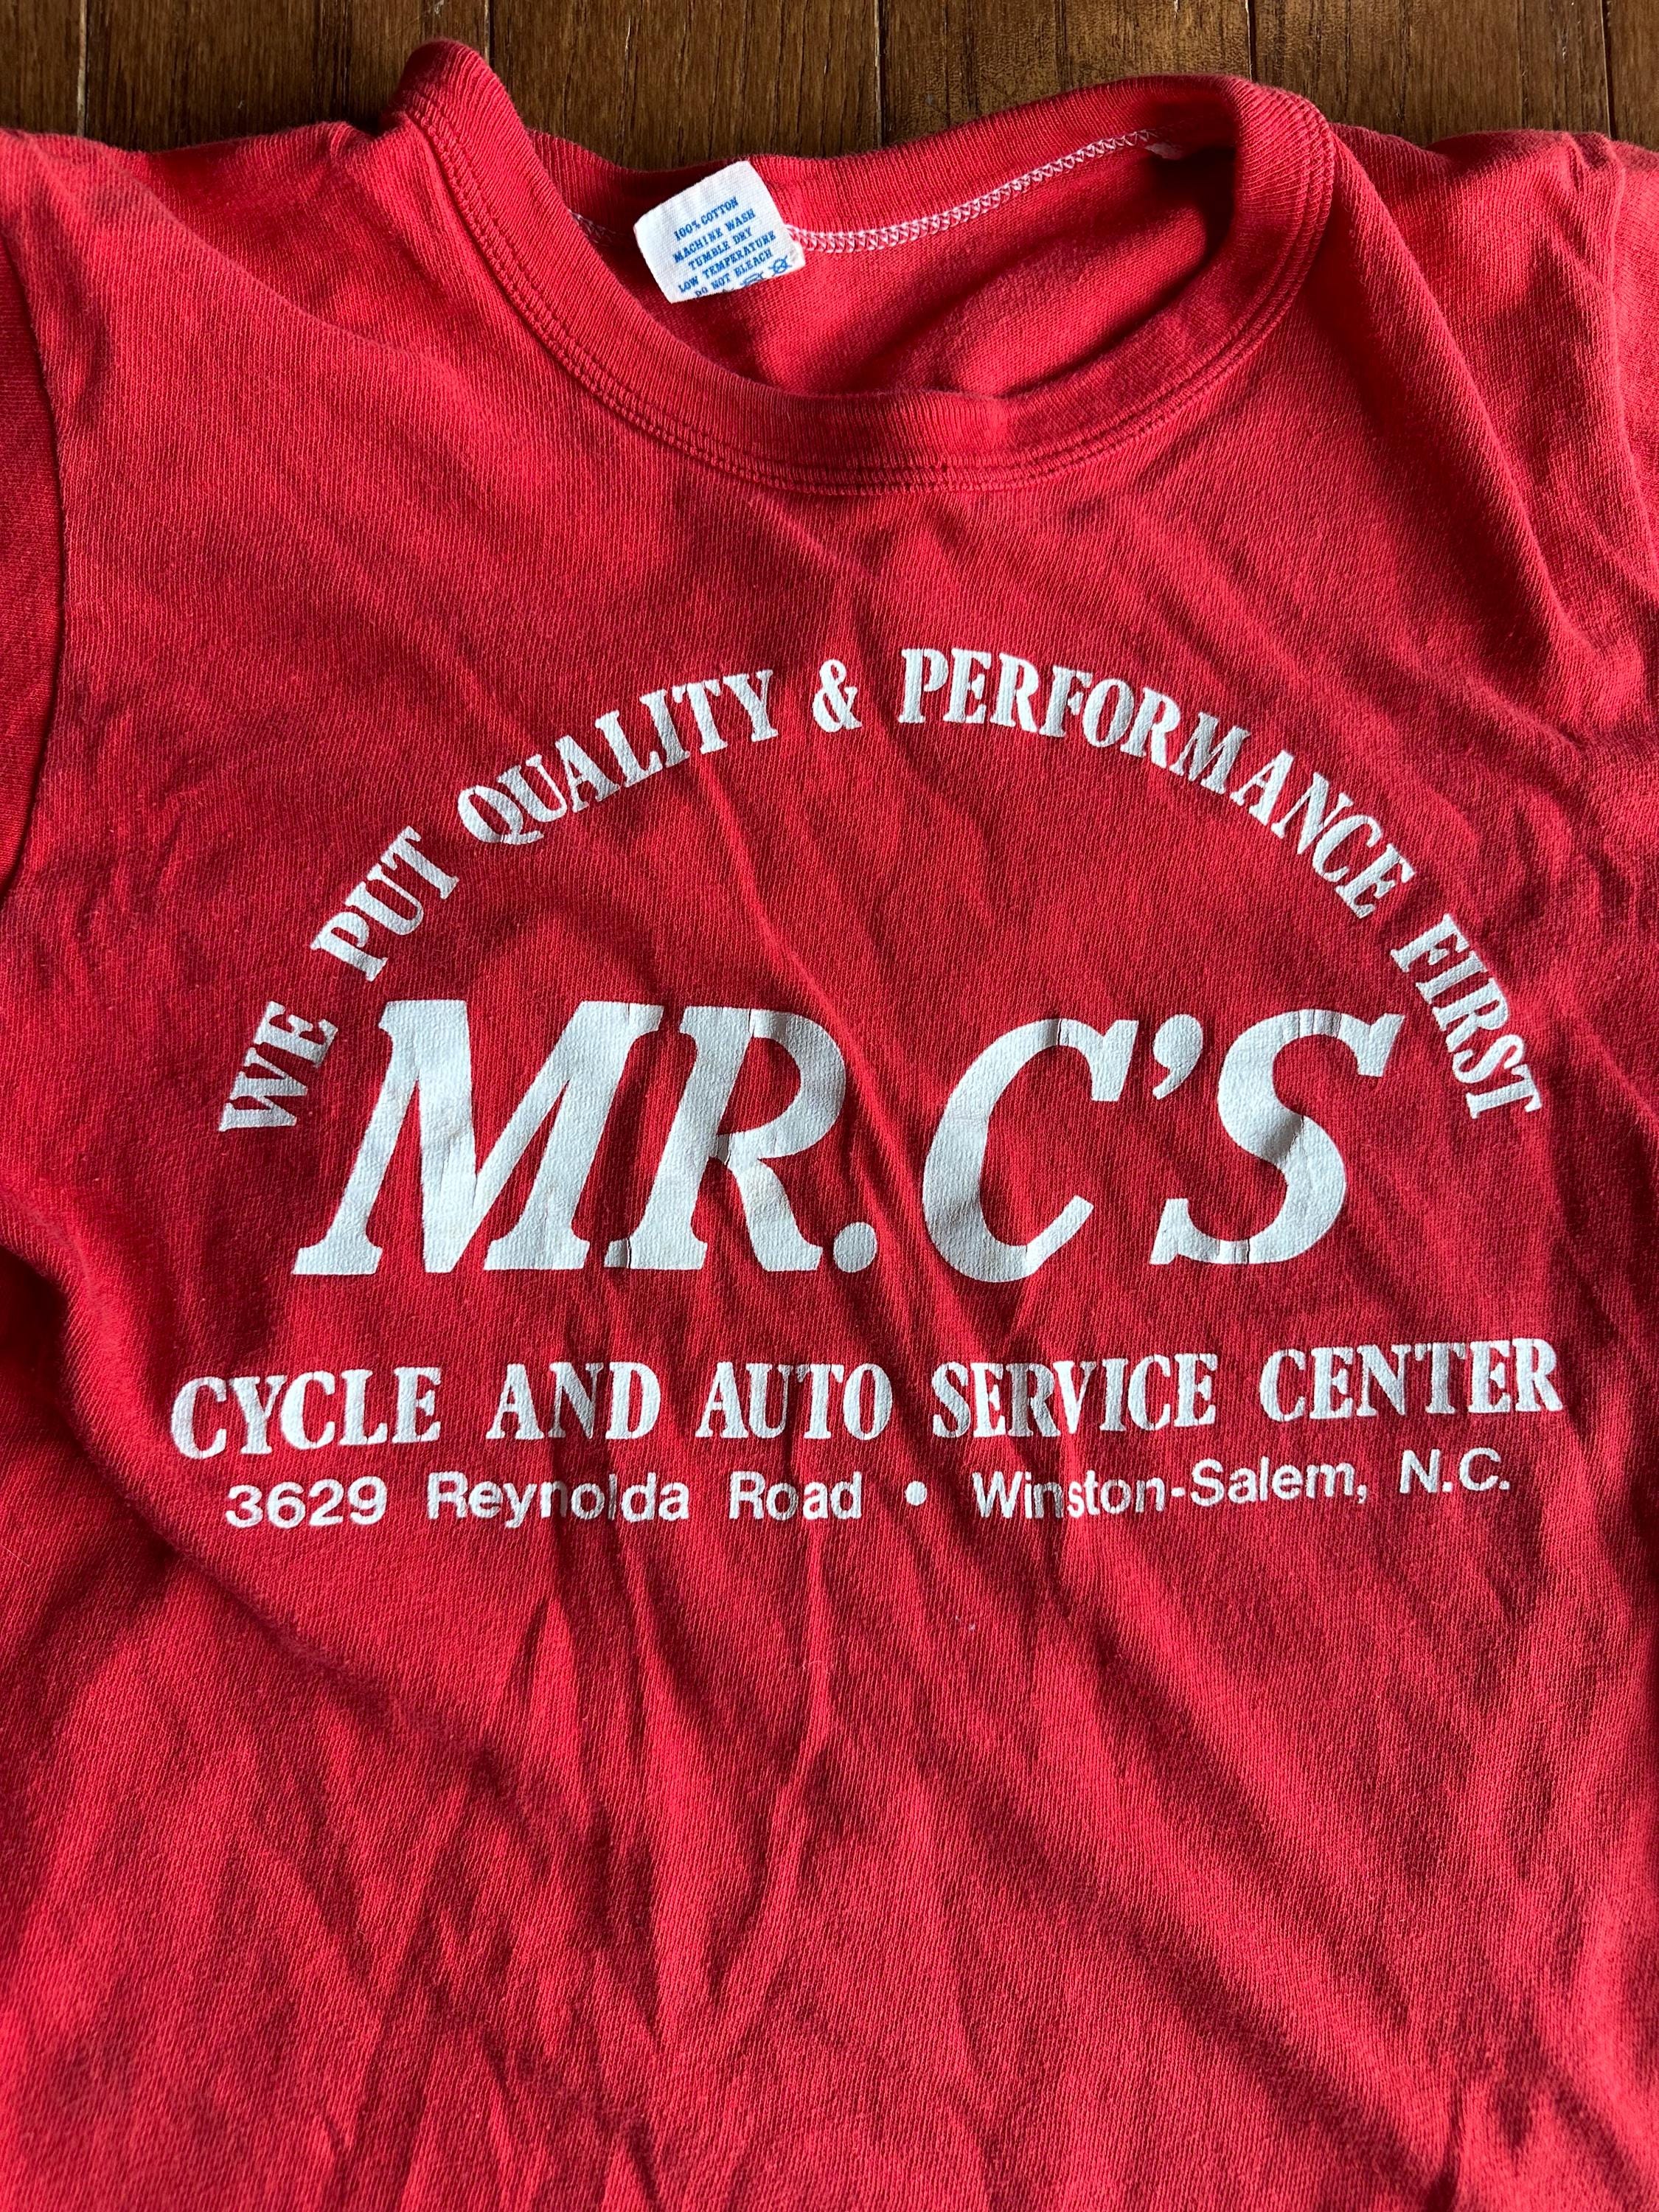 100% COTTON
MACHINE WASH
TUMBLE DRY
LOW TEMPERATURE
DO NOT BLEACH
WE PUT QUALITY & PERFORMANCE FIRST
MR. C'S
CYCLE AND AUTO SERVICE CENTER
3629 Reynolda Road • Winston-Salem, N.C.